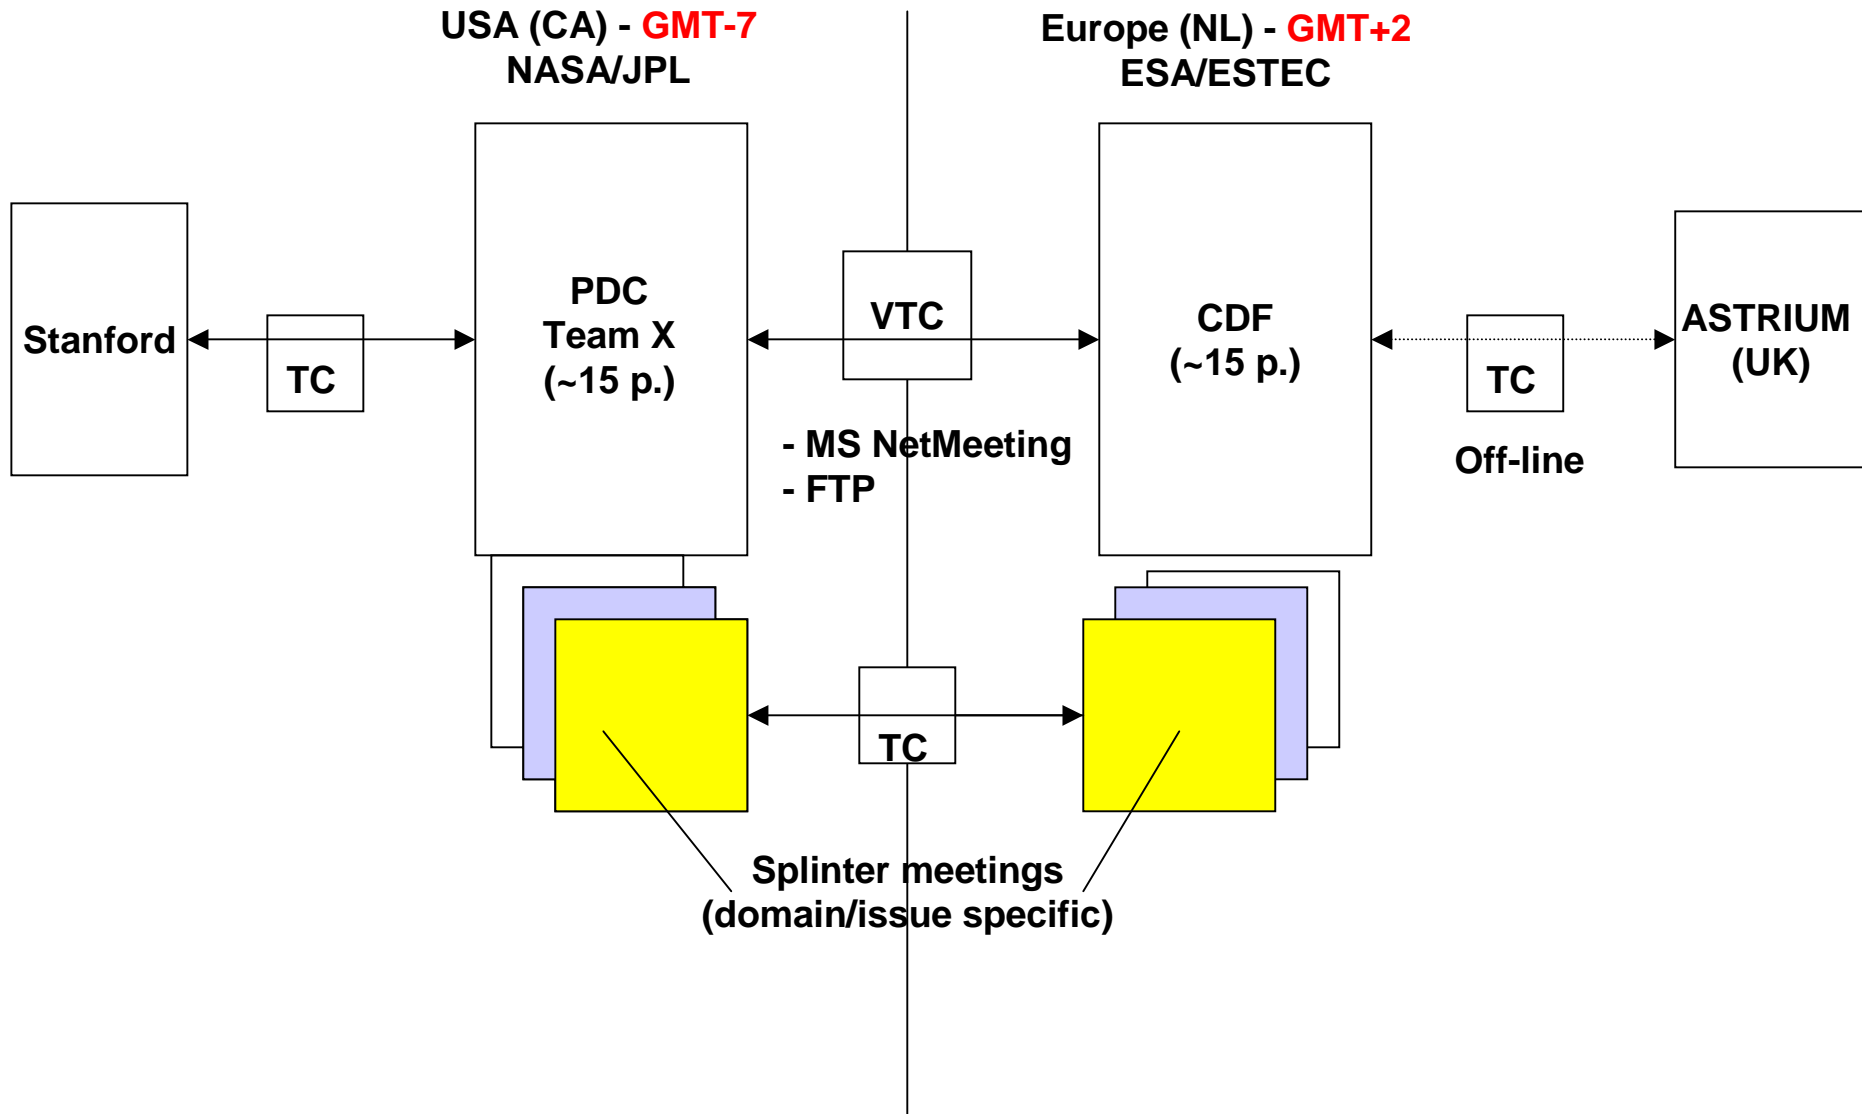 USA (CA) - GMT-7
NASA/JPL
Europe (NL) - GMT+2
ESA/ESTEC
Stanford
TC
PDC
Team X
(~15 p.)
VTC
- MS NetMeeting
- FTP
CDF
(~15 p.)
TC
Off-line
ASTRIUM
(UK)
TC
Splinter meetings
(domain/issue specific)